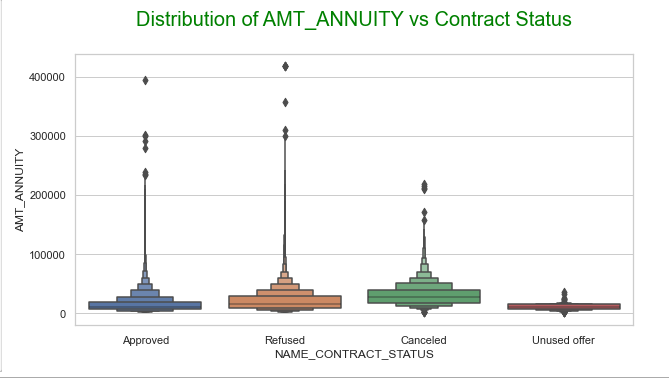 Distribution of AMT_ANNUITY vs Contract Status
400000
300000
200000
100000
0
AMT_ANNUITY
Approved Refused Canceled Unused offer
NAME_CONTRACT_STATUS